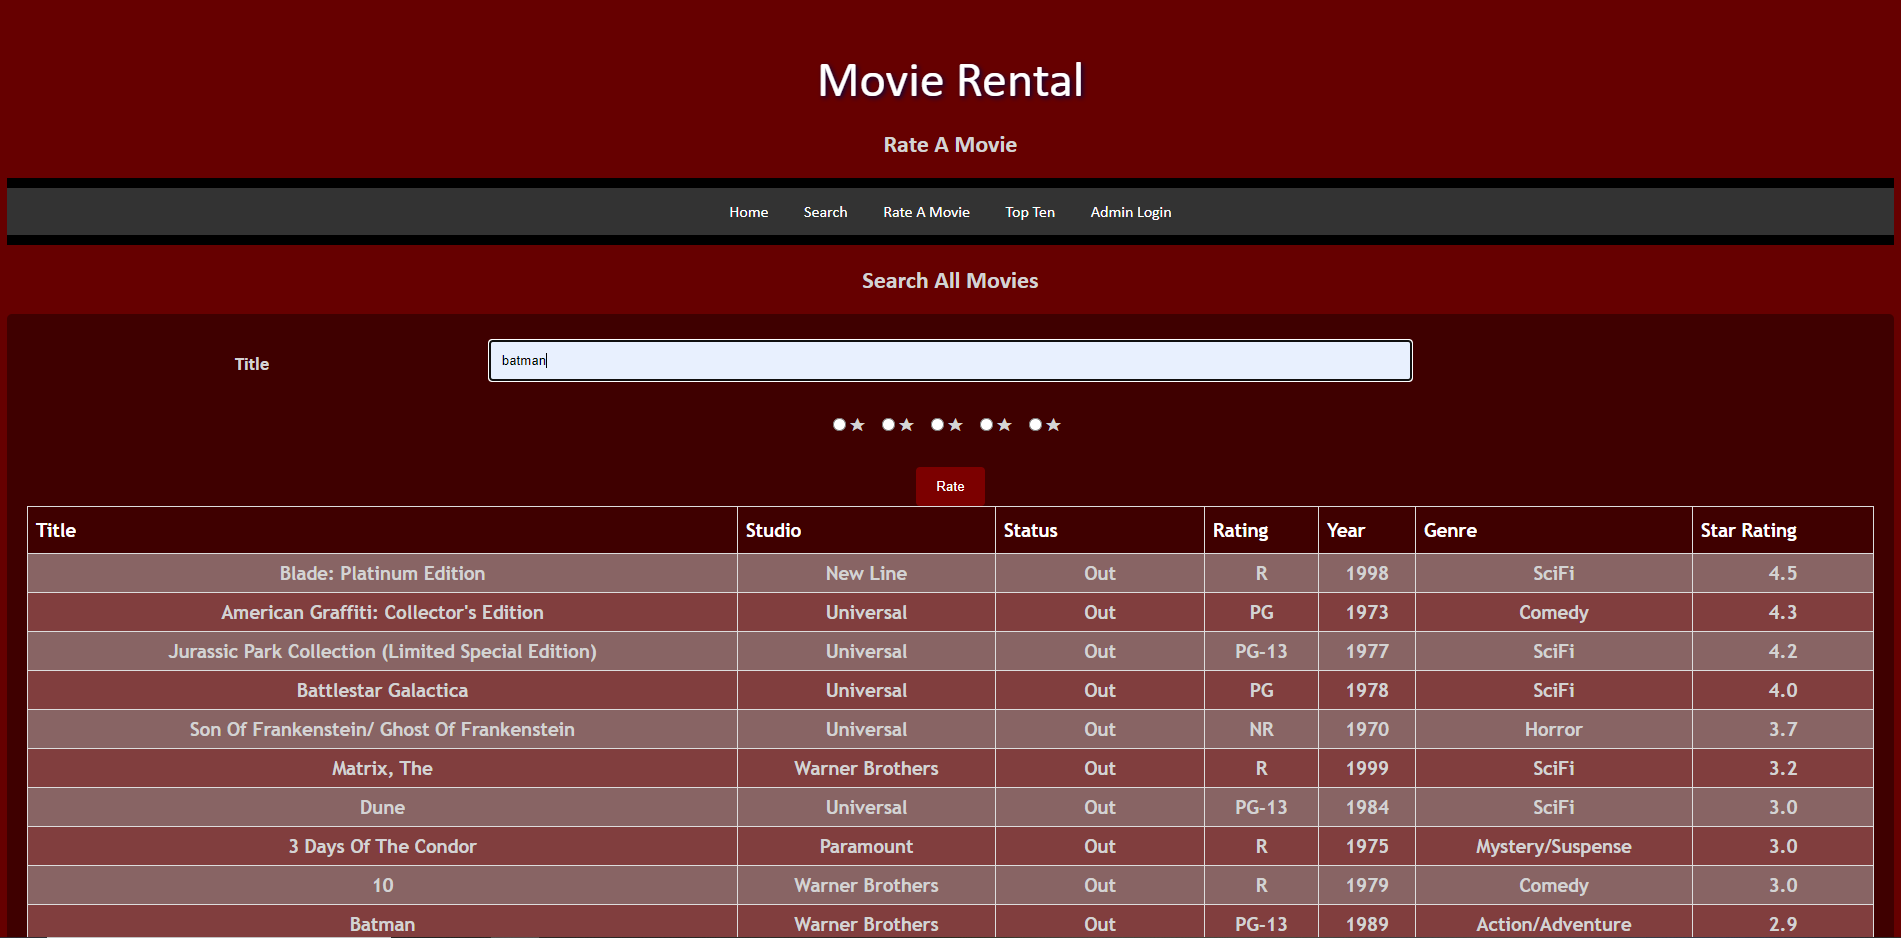 Movie Rental
Rate A Movie
Home Search Rate A Movie Top Ten Admin Login
Search All Movies
Title batman
Rate
Title Studio Status Rating Year Genre Star Rating
Blade: Platinum Edition New Line Out R 1998 SciFi 4.5
American Graffiti: Collector's Edition Universal Out PG 1973 Comedy 4.3
Jurassic Park Collection (Limited Special Edition) Universal Out PG-13 1977 SciFi 4.2
Battlestar Galactica Universal Out PG 1978 SciFi 4.0
Son Of Frankenstein/ Ghost Of Frankenstein Universal Out NR 1970 Horror 3.7
Matrix, The Warner Brothers Out R 1999 SciFi 3.2
Dune Universal Out PG-13 1984 SciFi 3.0
3 Days Of The Condor Paramount Out R 1975 Mystery/Suspense 3.0
10 Warner Brothers Out R 1979 Comedy 3.0
Batman Warner Brothers Out PG-13 1989 Action/Adventure 2.9